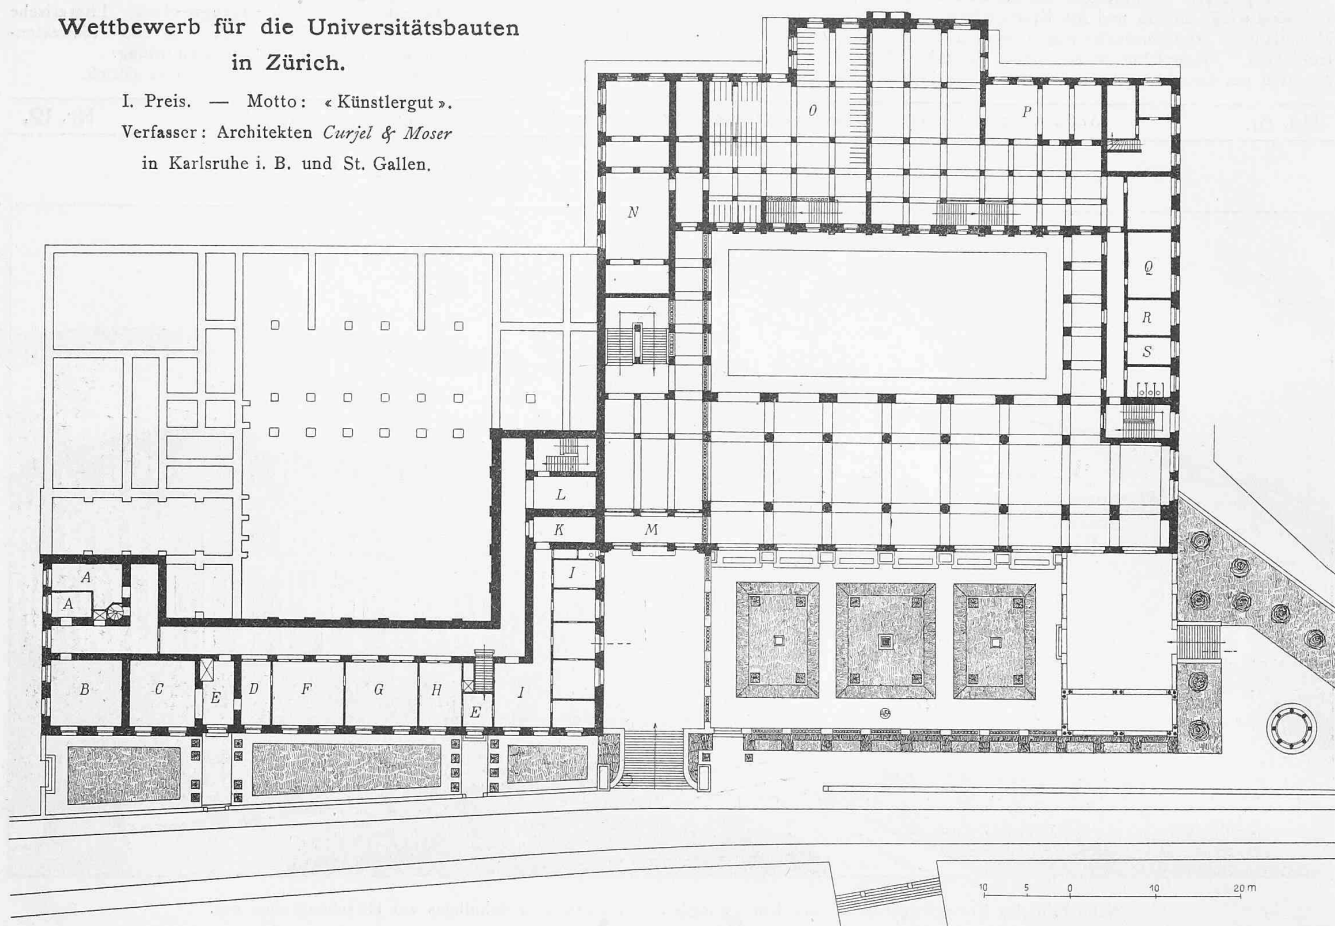 Wettbewerb für die Universitätsbauten
in Zürich.
I. Preis. — Motto: «Künstlergut».
Verfasser: Architekten Curjel & Moser
in Karlsruhe i. B. und St. Gallen.
O
P
N
Q
R
S
L
K
M
A
I
A
B
C
E
D
F
G
H
E
I
10 5 0 10 20 m